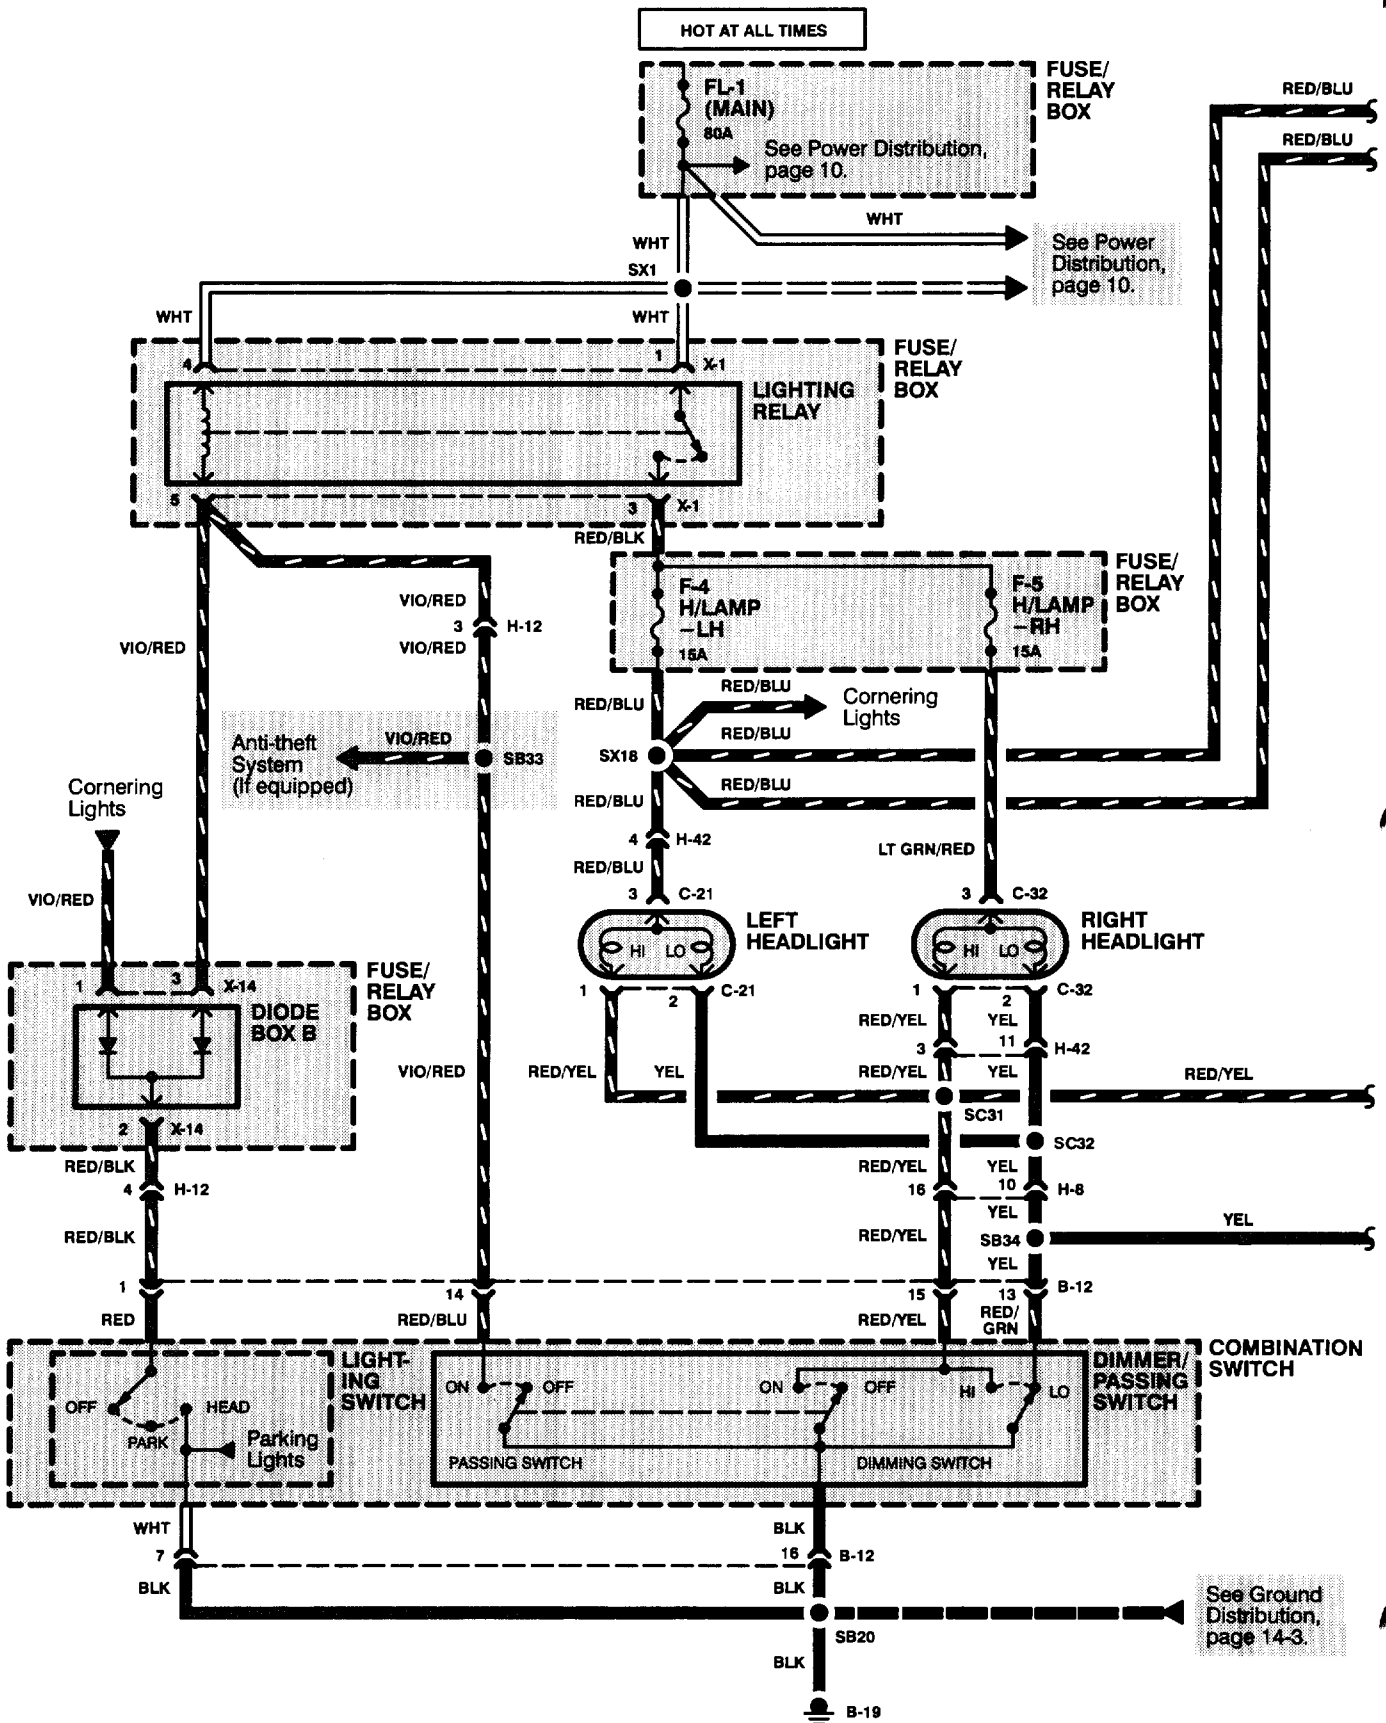 HOT AT ALL TIMES
FL-1
(MAIN)
80A
See Power Distribution,
page 10.
FUSE/
RELAY
BOX
RED/BLU
RED/BLU
WHT
WHT
SX1
See Power
Distribution,
page 10.
WHT
WHT
4
1
X-1
FUSE/
RELAY
BOX
LIGHTING
RELAY
5
3
X-1
RED/BLK
VIO/RED
3
H-12
VIO/RED
VIO/RED
F-4
H/LAMP
–LH
15A
F-5
H/LAMP
–RH
15A
FUSE/
RELAY
BOX
RED/BLU
RED/BLU
Cornering
Lights
RED/BLU
SX18
RED/BLU
RED/BLU
Anti-theft
System
(If equipped)
VIO/RED
SB33
Cornering
Lights
VIO/RED
4
H-42
RED/BLU
LT GRN/RED
3
C-21
3
C-32
LEFT
HEADLIGHT
HI
LO
RIGHT
HEADLIGHT
HI
LO
1
3
X-14
FUSE/
RELAY
BOX
DIODE
BOX B
1
2
C-21
1
2
C-32
RED/YEL
YEL
3
11
H-42
VIO/RED
RED/YEL
YEL
RED/YEL
YEL
RED/YEL
SC31
SC32
2
X-14
RED/BLK
4
H-12
RED/BLK
RED/YEL
YEL
16
10
H-8
YEL
RED/YEL
SB34
YEL
YEL
1
14
15
13
B-12
RED
RED/BLU
RED/YEL
RED/
GRN
COMBINATION
SWITCH
LIGHT-
ING
SWITCH
OFF
HEAD
PARK
Parking
Lights
DIMMER/
PASSING
SWITCH
ON
OFF
ON
OFF
HI
LO
PASSING SWITCH
DIMMING SWITCH
WHT
7
BLK
BLK
16
B-12
BLK
SB20
BLK
B-19
See Ground
Distribution,
page 14-3.